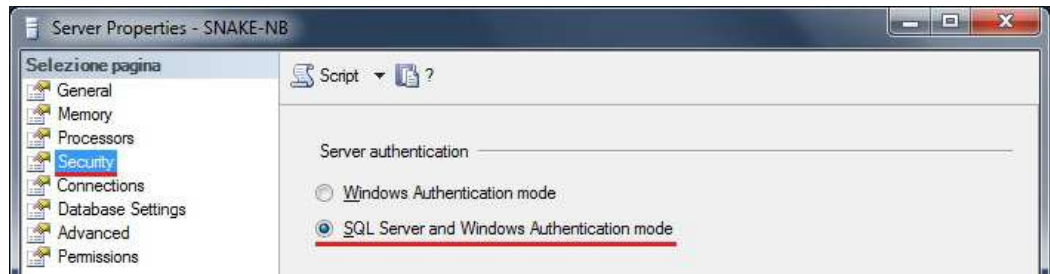 Server Properties - SNAKE-NB
Selezione pagina
General
Memory
Processors
Security
Connections
Database Settings
Advanced
Permissions
Script ?
Server authentication
Windows Authentication mode
SQL Server and Windows Authentication mode